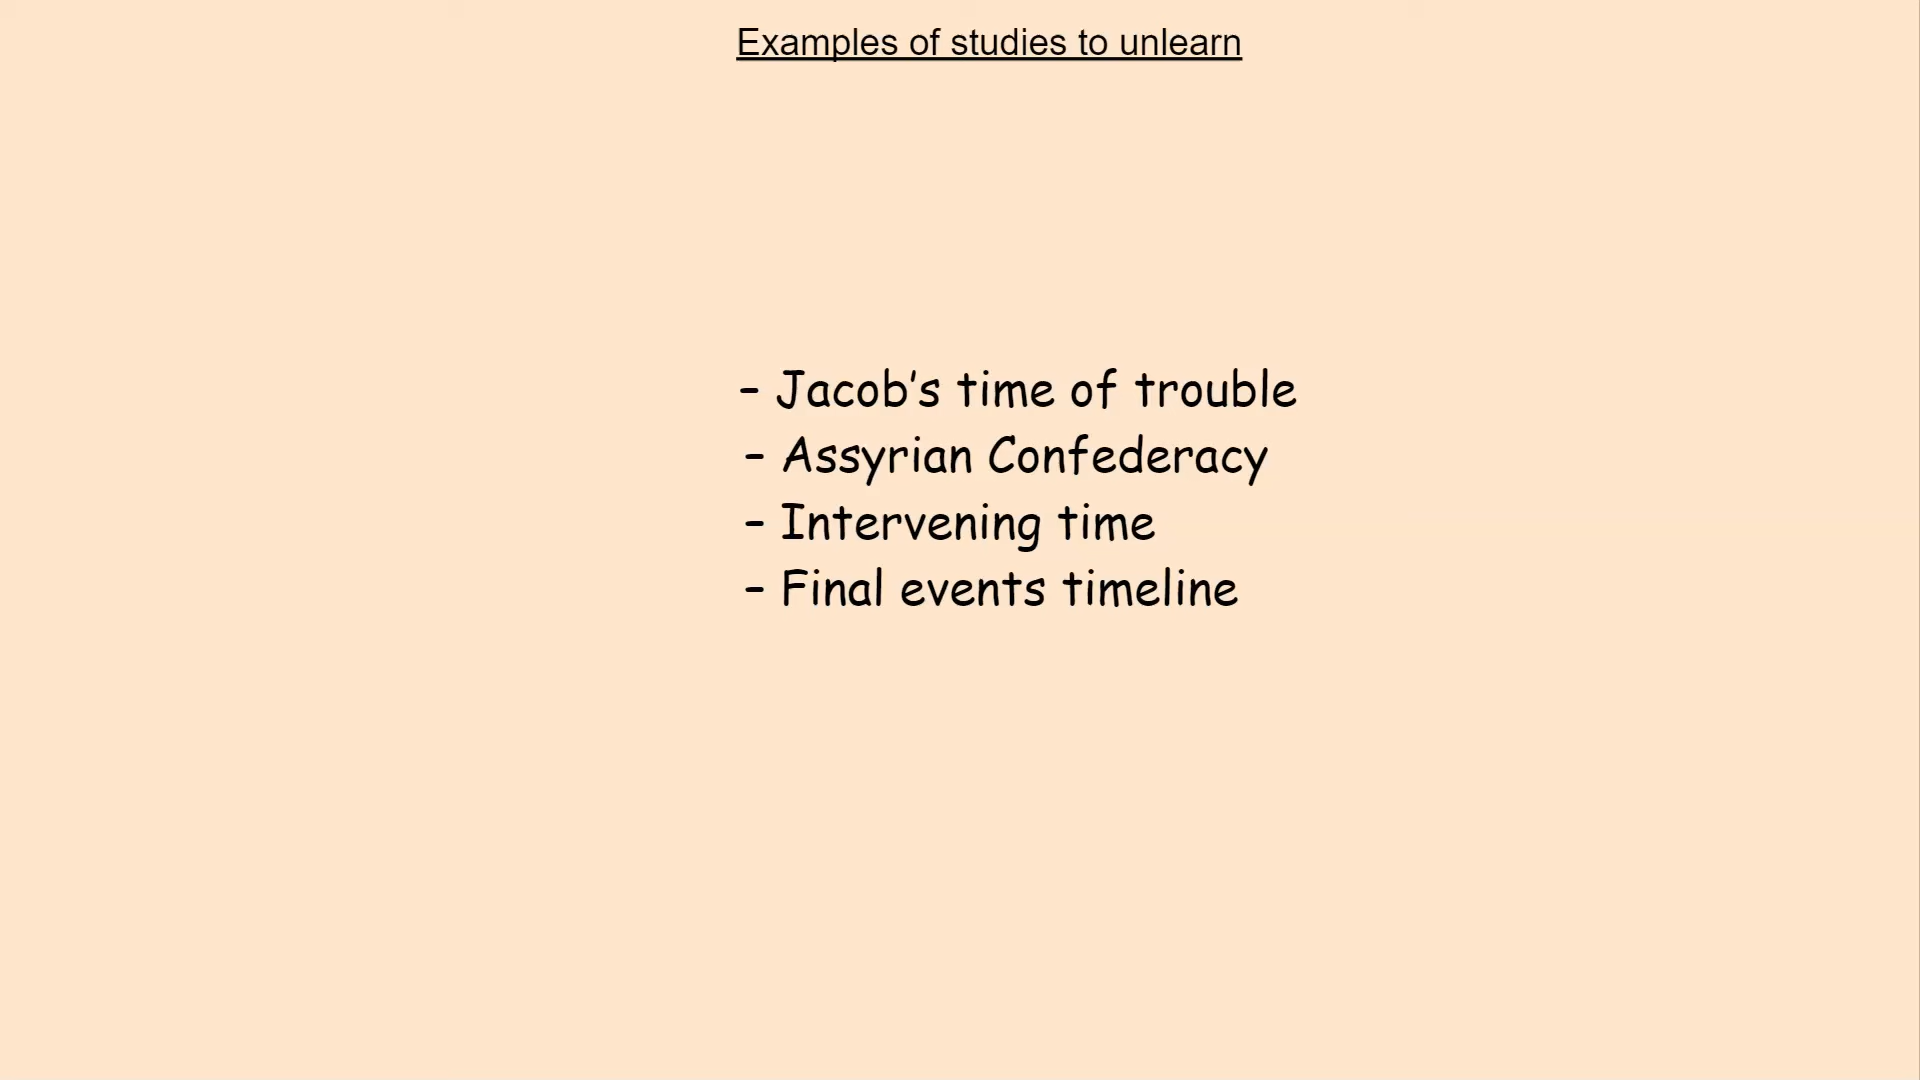 Examples of studies to unlearn
- Jacob's time of trouble
- Assyrian Confederacy
- Intervening time
- Final events timeline